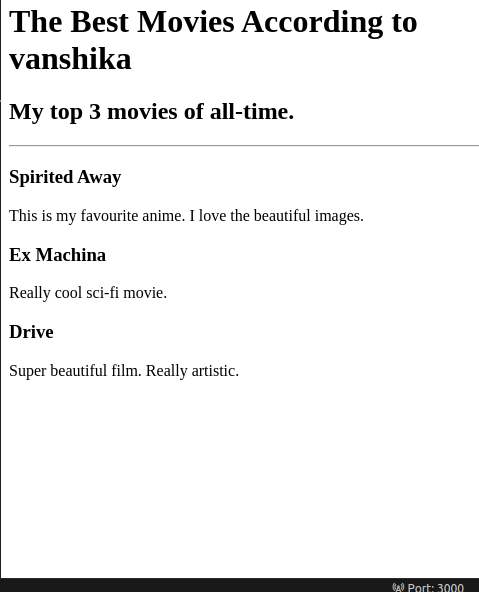 The Best Movies According to
vanshika
My top 3 movies of all-time.
Spirited Away
This is my favourite anime. I love the beautiful images.
Ex Machina
Really cool sci-fi movie.
Drive
Super beautiful film. Really artistic.
Port: 3000